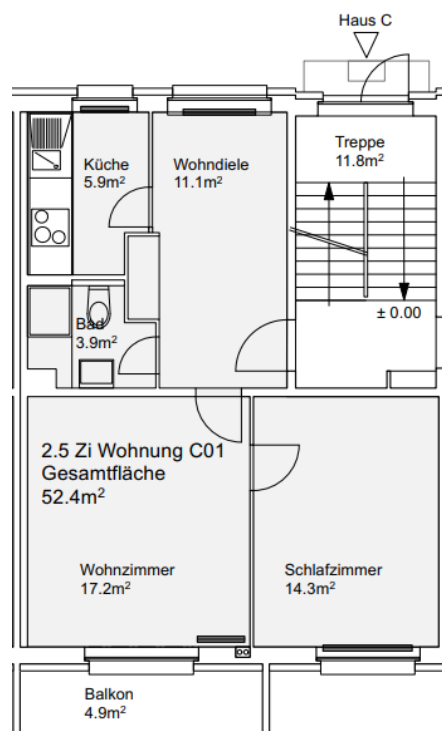 Haus C
Treppe
11.8m²
Küche
5.9m²
Wohndiele
11.1m²
± 0.00
Bad
3.9m²
2.5 Zi Wohnung C01
Gesamtfläche
52.4m²
Wohnzimmer
17.2m²
Schlafzimmer
14.3m²
Balkon
4.9m²